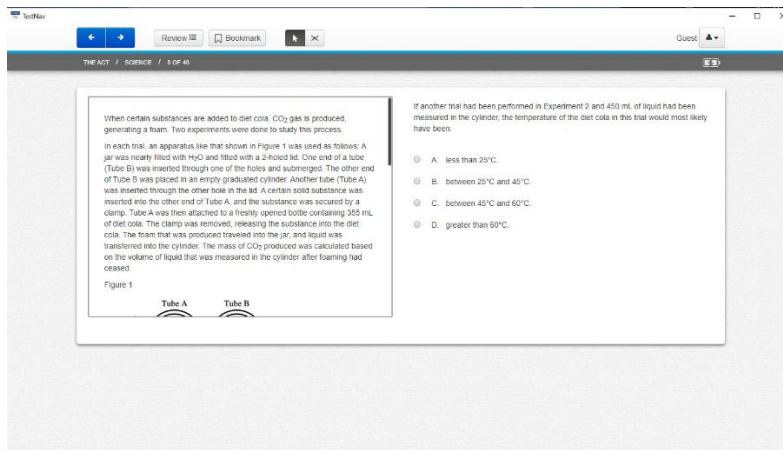 TestNav
Review
Bookmark
Guest
THE ACT / SCIENCE / 8 OF 40
When certain substances are added to diet cola, CO₂ gas is produced,
generating a foam. Two experiments were done to study this process.
In each trial, an apparatus like that shown in Figure 1 was used as follows: A
jar was nearly filled with H₂O and fitted with a 2-holed lid. One end of a tube
(Tube B) was inserted through one of the holes and submerged. The other end
of Tube B was placed in an empty graduated cylinder. Another tube (Tube A)
was inserted through the other hole in the lid. A certain solid substance was
inserted into the other end of Tube A, and the substance was secured by a
clamp. Tube A was then attached to a freshly opened bottle containing 355 mL
of diet cola. The clamp was removed, releasing the substance into the diet
cola. The foam that was produced traveled into the jar, and liquid was
transferred into the cylinder. The mass of CO₂ produced was calculated based
on the volume of liquid that was measured in the cylinder after foaming had
ceased.
Figure 1
Tube A Tube B
If another trial had been performed in Experiment 2 and 450 mL of liquid had been
measured in the cylinder, the temperature of the diet cola in this trial would most likely
have been
A. less than 25°C.
B. between 25°C and 45°C.
C. between 45°C and 60°C.
D. greater than 60°C.